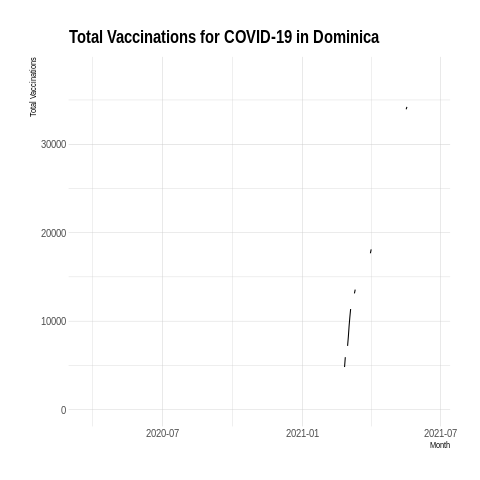 Total Vaccinations for COVID-19 in Dominica
Total Vaccinations
30000
20000
10000
0
2020-07
2021-01
2021-07
Month